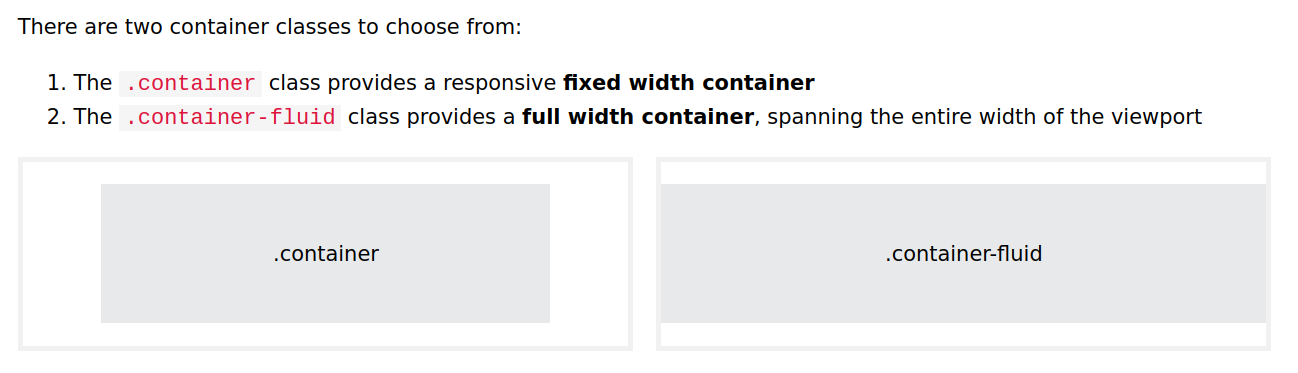 There are two container classes to choose from:
1. The .container class provides a responsive fixed width container
2. The .container-fluid class provides a full width container, spanning the entire width of the viewport
.container
.container-fluid